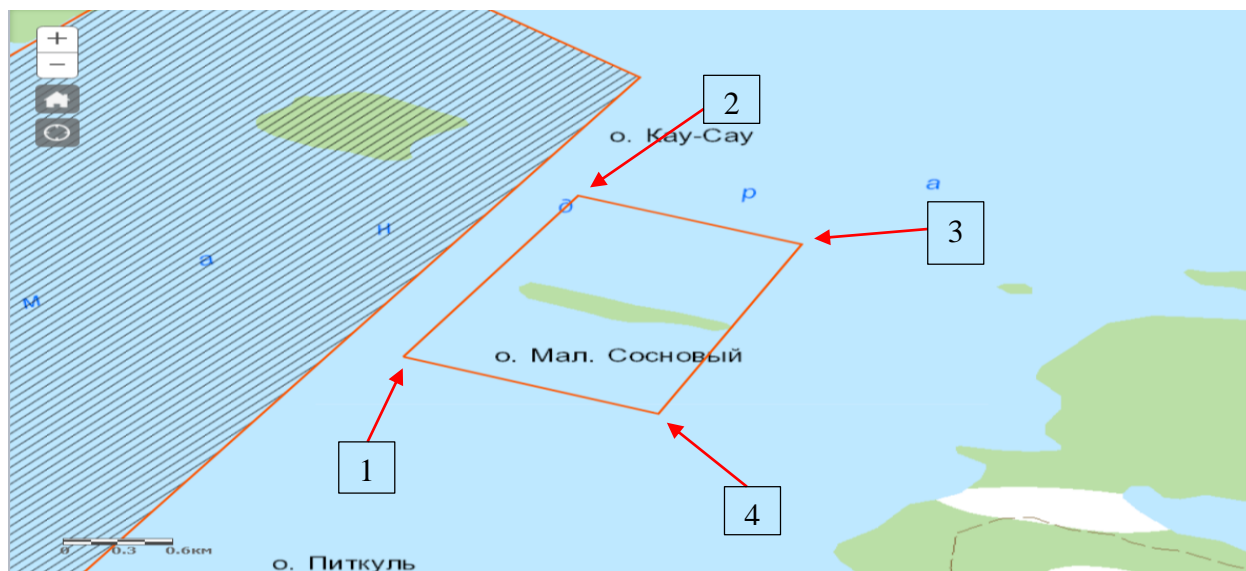 +
−
2
о. Кау-Сау
м а н д р а
3
о. Мал. Сосновый
1
4
0 0.3 0.6км
о. Питкуль